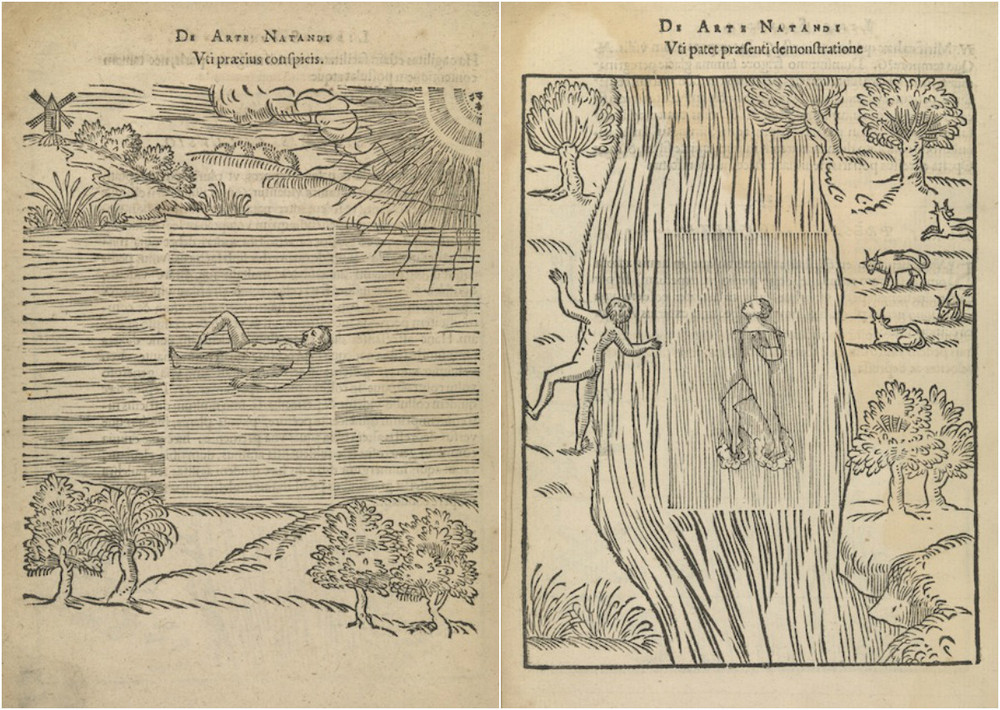 De Arte Natandi
Vti præcius conſpicis.
De Arte Natandi
Vti patet præſenti demonſtratione